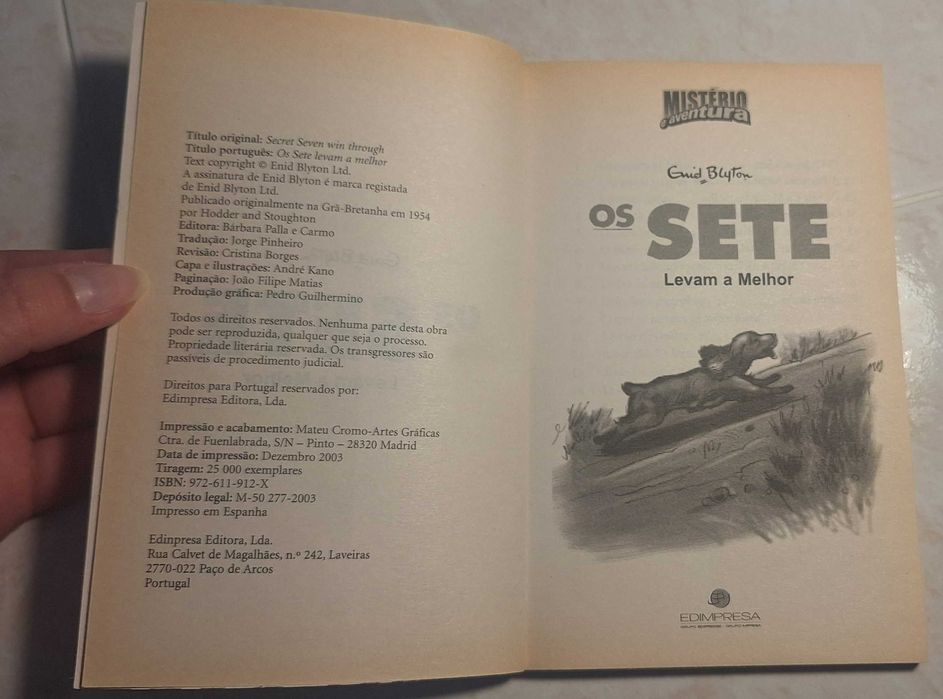 Título original: Secret Seven win through
Título português: Os Sete levam a melhor
Text copyright © Enid Blyton Ltd.
A assinatura de Enid Blyton é marca registada
de Enid Blyton Ltd.
Publicado originalmente na Grã-Bretanha em 1954
por Hodder and Stoughton
Editora: Bárbara Palla e Carmo
Tradução: Jorge Pinheiro
Revisão: Cristina Borges
Capa e ilustrações: André Kano
Paginação: João Filipe Matias
Produção gráfica: Pedro Guilhermino
Todos os direitos reservados. Nenhuma parte desta obra
pode ser reproduzida, qualquer que seja o processo.
Propriedade literária reservada. Os transgressores são
passíveis de procedimento judicial.
Direitos para Portugal reservados por:
Edimpresa Editora, Lda.
Impressão e acabamento: Mateu Cromo-Artes Gráficas
Ctra. de Fuenlabrada, S/N – Pinto – 28320 Madrid
Data de impressão: Dezembro 2003
Tiragem: 25 000 exemplares
ISBN: 972-611-912-X
Depósito legal: M-50 277-2003
Impresso em Espanha
Edinpresa Editora, Lda.
Rua Calvet de Magalhães, n.º 242, Laveiras
2770-022 Paço de Arcos
Portugal
MISTÉRIO
e aventura
Enid Blyton
OS SETE
Levam a Melhor
EDIMPRESA